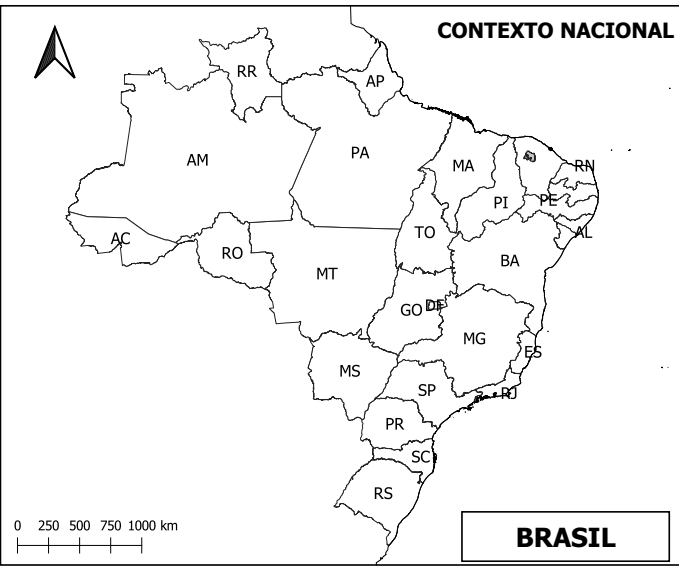 CONTEXTO NACIONAL
RR
AP
AM
PA
MA
RN
PI
PE
AC
RO
TO
AL
MT
BA
GO
DF
MG
ES
MS
SP
RJ
PR
SC
RS
0 250 500 750 1000 km
BRASIL